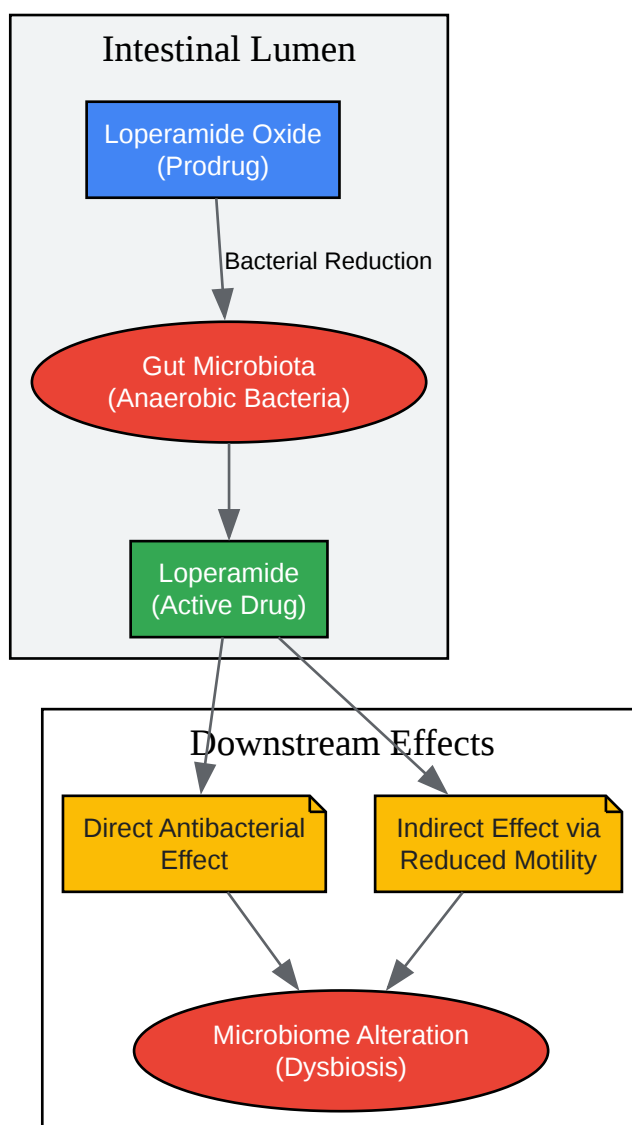 Intestinal Lumen
Loperamide Oxide
(Prodrug)
Bacterial Reduction
Gut Microbiota
(Anaerobic Bacteria)
Loperamide
(Active Drug)
Downstream Effects
Direct Antibacterial
Effect
Indirect Effect via
Reduced Motility
Microbiome Alteration
(Dysbiosis)